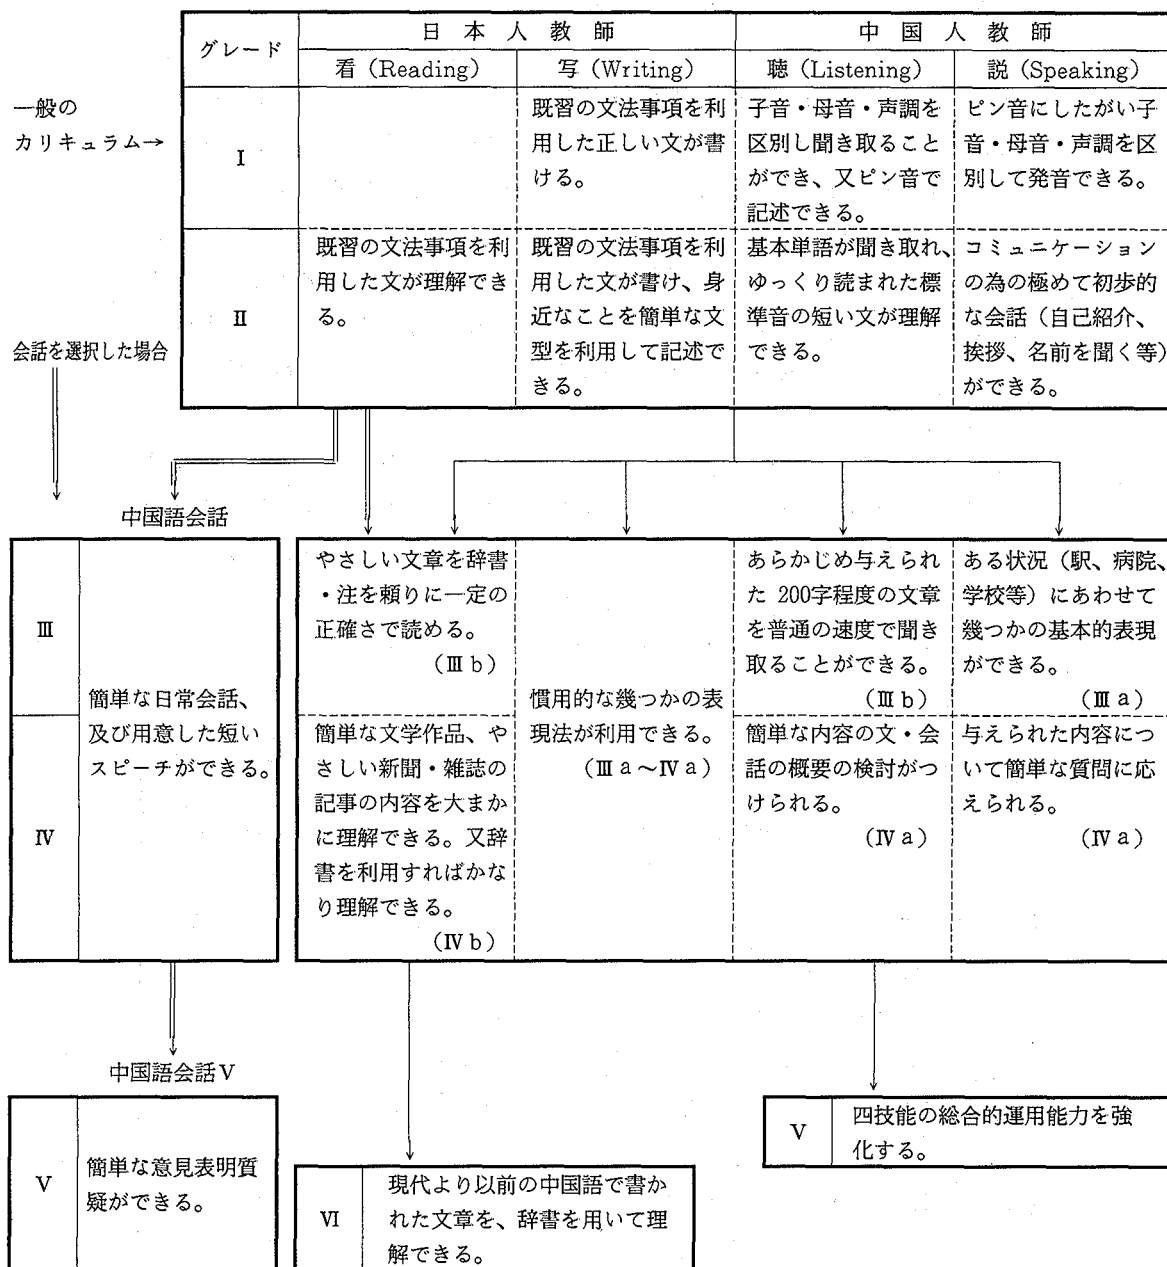 グレード
日本人教師
中国人教師
看（Reading）
写（Writing）
聴（Listening）
説（Speaking）
一般の
カリキュラム→
Ⅰ
既習の文法事項を利
用した正しい文が書
ける。
子音・母音・声調を
区別し聞き取ること
ができ、又ピン音で
記述できる。
ピン音にしたがい子
音・母音・声調を区
別して発音できる。
Ⅱ
既習の文法事項を利
用した文が理解でき
る。
既習の文法事項を利
用した文が書け、身
近なことを簡単な文
型を利用して記述で
きる。
基本単語が聞き取れ、
ゆっくり読まれた標
準音の短い文が理解
できる。
コミュニケーション
の為の極めて初歩的
な会話（自己紹介、
挨拶、名前を聞く等）
ができる。
会話を選択した場合
中国語会話
Ⅲ
Ⅳ
簡単な日常会話、
及び用意した短い
スピーチができる。
やさしい文章を辞書
・注を頼りに一定の
正確さで読める。
（Ⅲb）
簡単な文学作品、や
さしい新聞・雑誌の
記事の内容を大まか
に理解できる。又辞
書を利用すればかな
り理解できる。
（Ⅳb）
慣用的な幾つかの表
現法が利用できる。
（Ⅲa～Ⅳa）
あらかじめ与えられ
た 200字程度の文章
を普通の速度で聞き
取ることができる。
（Ⅲb）
簡単な内容の文・会
話の概要の検討がつ
けられる。
（Ⅳa）
ある状況（駅、病院、
学校等）にあわせて
幾つかの基本的表現
ができる。
（Ⅲa）
与えられた内容につ
いて簡単な質問に応
えられる。
（Ⅳa）
中国語会話Ⅴ
Ⅴ
簡単な意見表明質
疑ができる。
Ⅵ
現代より以前の中国語で書か
れた文章を、辞書を用いて理
解できる。
Ⅴ
四技能の総合的運用能力を強
化する。